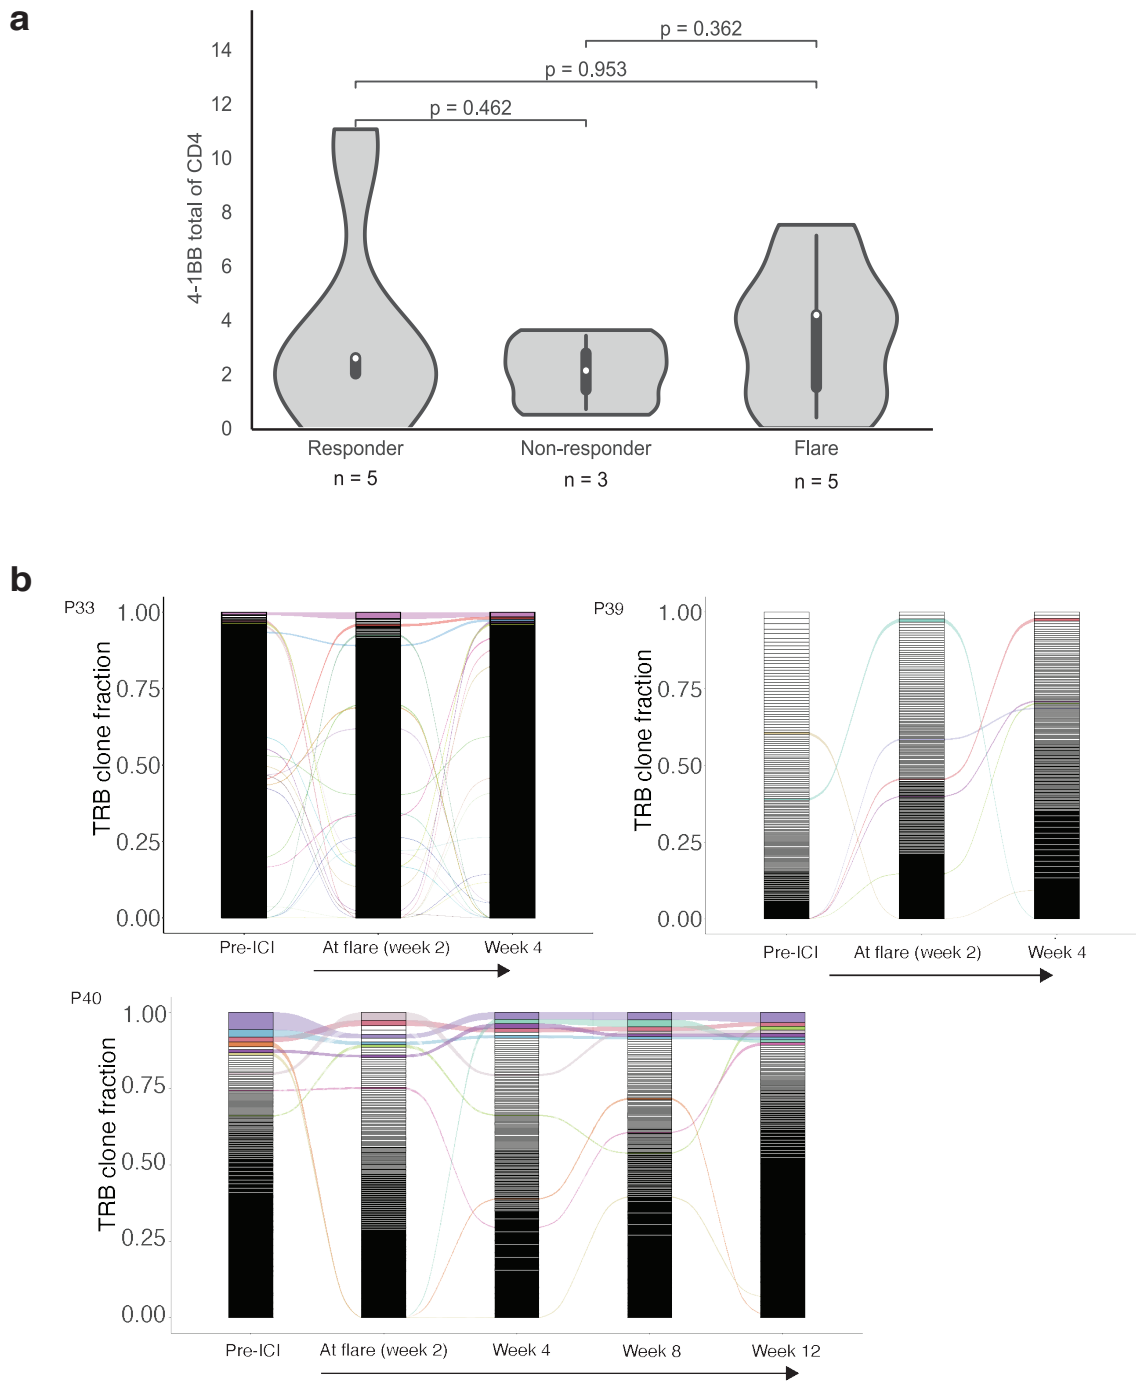 a
p = 0.362
p = 0.953
p = 0.462
14
12
10
8
6
4
2
0
4-1BB total of CD4
Responder
Non-responder
Flare
n = 5
n = 3
n = 5
b
P33
1.00
0.75
0.50
0.25
0.00
TRB clone fraction
Pre-ICI
At flare (week 2)
Week 4
P39
1.00
0.75
0.50
0.25
0.00
TRB clone fraction
Pre-ICI
At flare (week 2)
Week 4
P40
1.00
0.75
0.50
0.25
0.00
TRB clone fraction
Pre-ICI
At flare (week 2)
Week 4
Week 8
Week 12